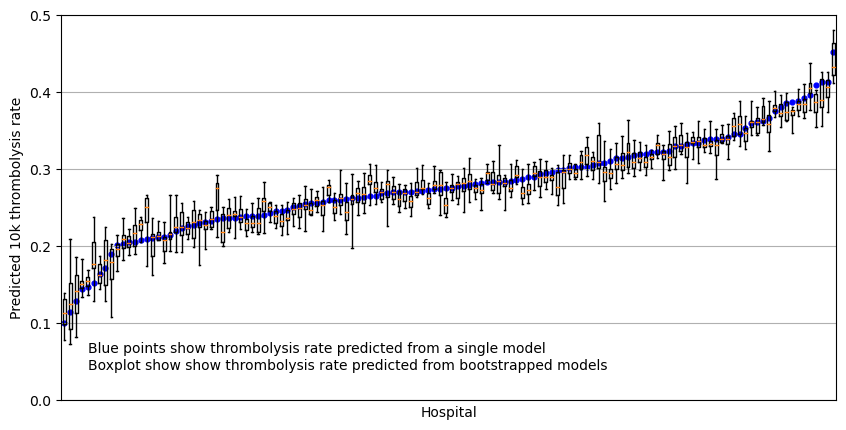 0.5
0.4
0.3
0.2
0.1
0.0
Predicted 10k thrombolysis rate
Blue points show thrombolysis rate predicted from a single model
Boxplot show show thrombolysis rate predicted from bootstrapped models
Hospital